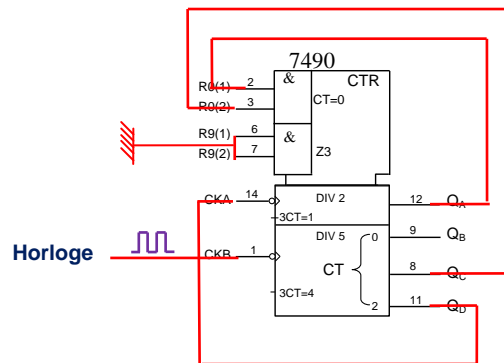 7490
R0(1) 2 & CTR
R0(2) 3 CT=0
R9(1) 6 &
R9(2) 7 Z3
CKA 14 DIV 2 12 QA
3CT=1
Horloge CKB 1 DIV 5 0 9 QB
CT 8 QC
3CT=4 2 11 QD